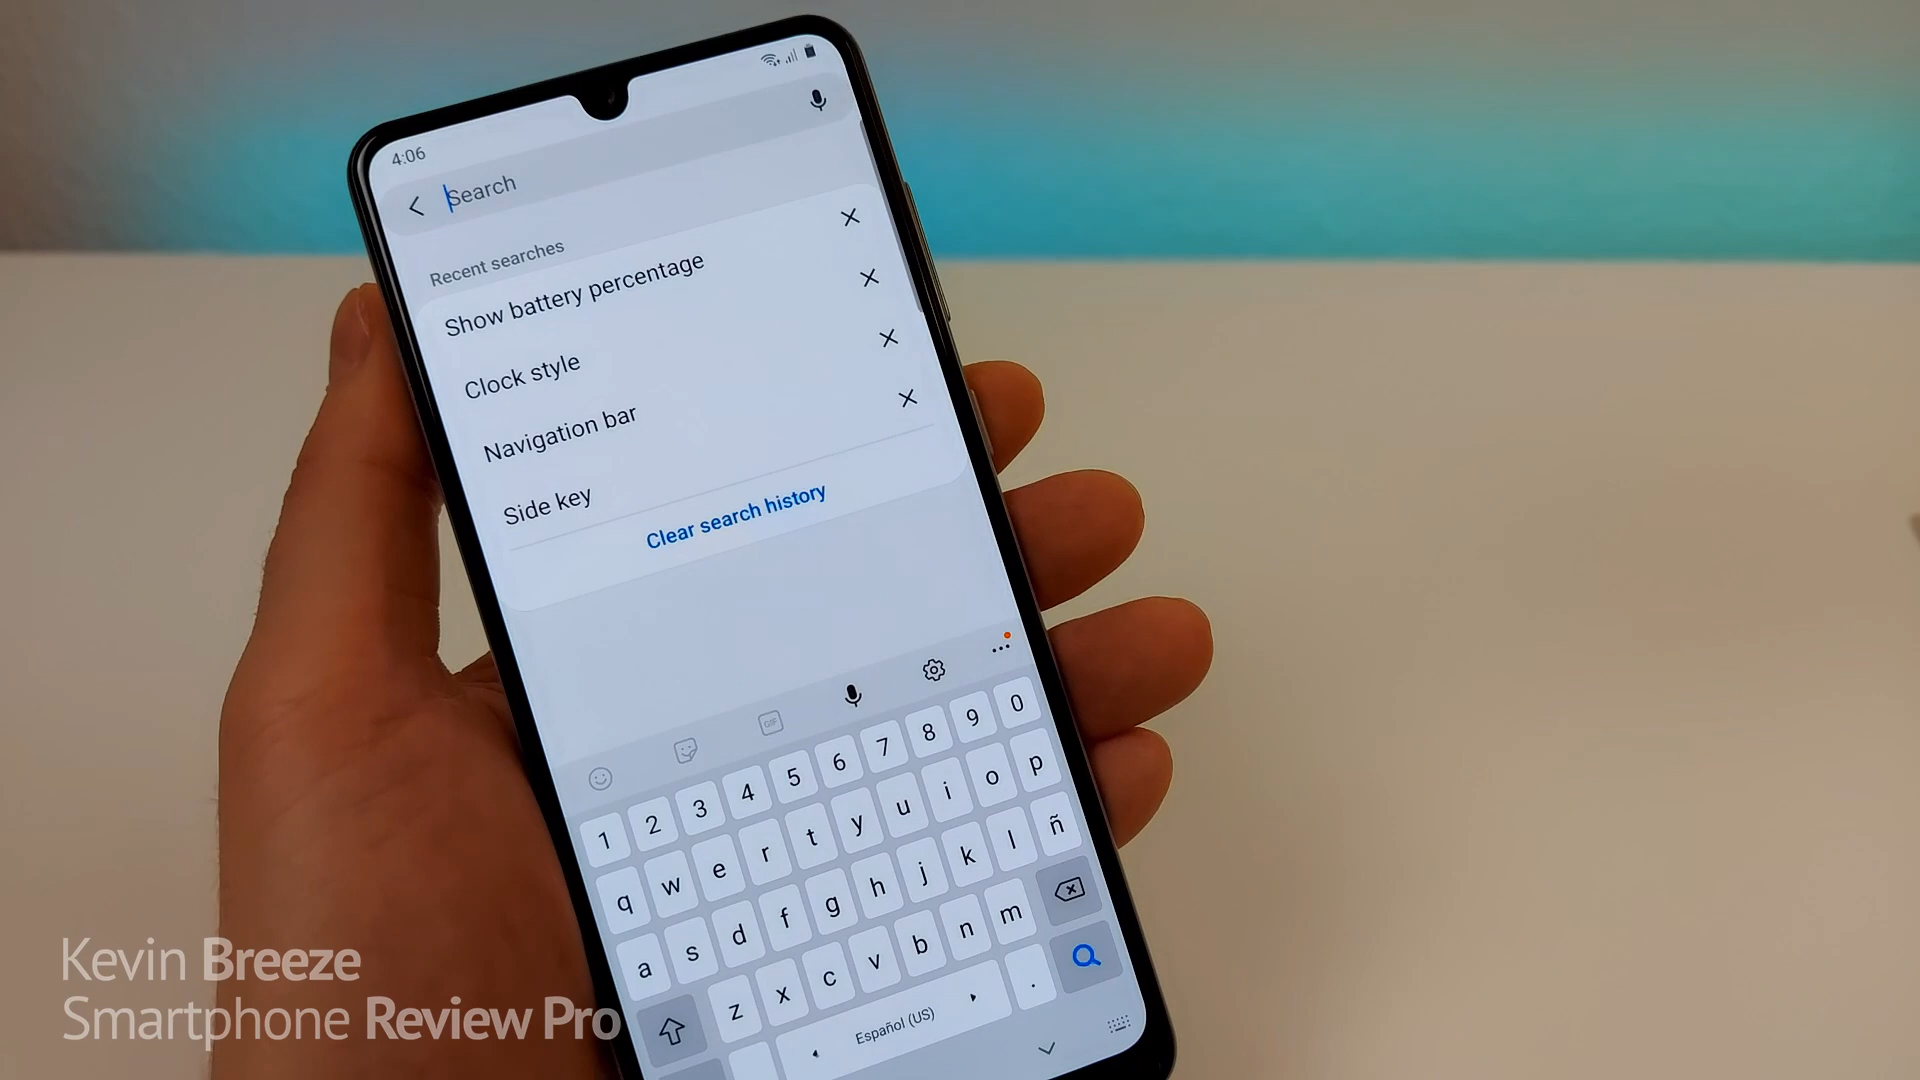 4:06
Search
Recent searches
Show battery percentage
Clock style
Navigation bar
Side key
Clear search history
GIF
1 2 3 4 5 6 7 8 9 0
q w e r t y u i o p
a s d f g h j k l ñ
z x c v b n m
Español (US) .
Kevin Breeze
Smartphone Review Pro